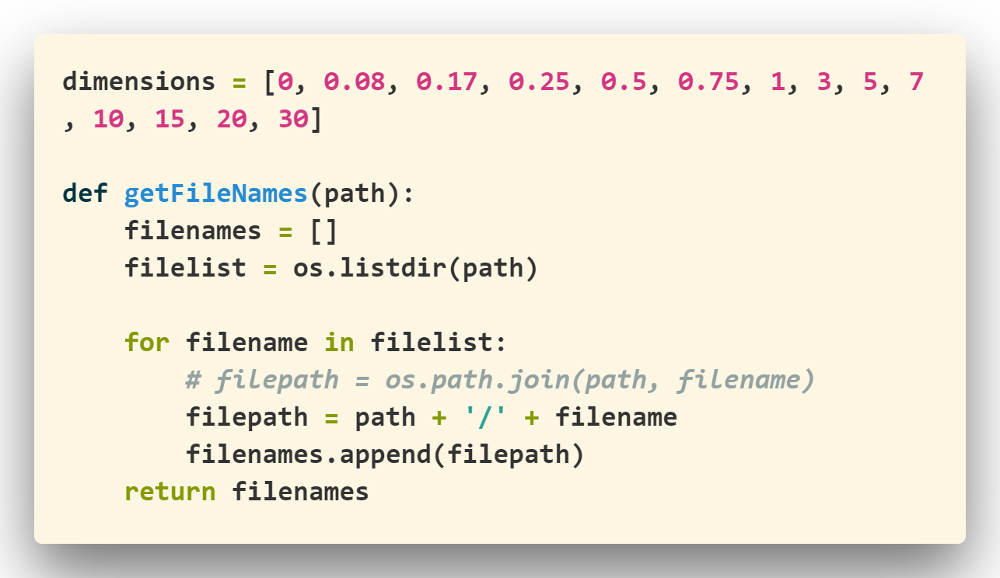 dimensions = [0, 0.08, 0.17, 0.25, 0.5, 0.75, 1, 3, 5, 7
, 10, 15, 20, 30]
def getFileNames(path):
    filenames = []
    filelist = os.listdir(path)
    for filename in filelist:
        # filepath = os.path.join(path, filename)
        filepath = path + '/' + filename
        filenames.append(filepath)
    return filenames